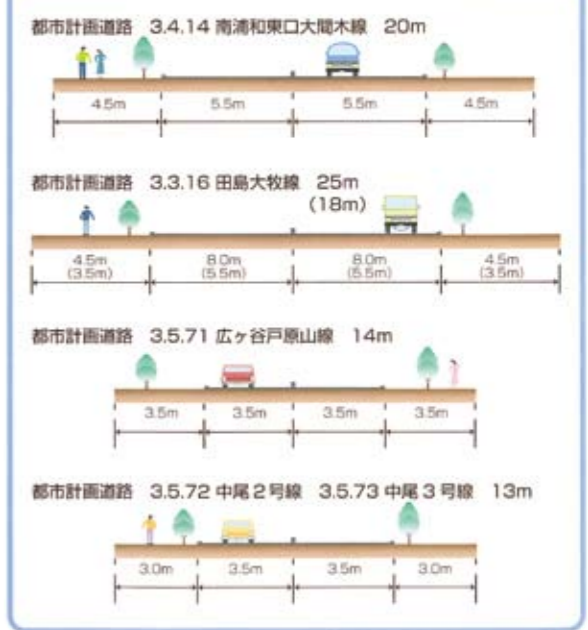 都市計画道路 3.4.14 南浦和東口大間木線 20m
4.5m 5.5m 5.5m 4.5m
都市計画道路 3.3.16 田島大牧線 25m
(18m)
4.5m 8.0m 8.0m 4.5m
(3.5m) (5.5m) (5.5m) (3.5m)
都市計画道路 3.5.71 広ヶ谷戸原山線 14m
3.5m 3.5m 3.5m 3.5m
都市計画道路 3.5.72 中尾2号線 3.5.73 中尾3号線 13m
3.0m 3.5m 3.5m 3.0m